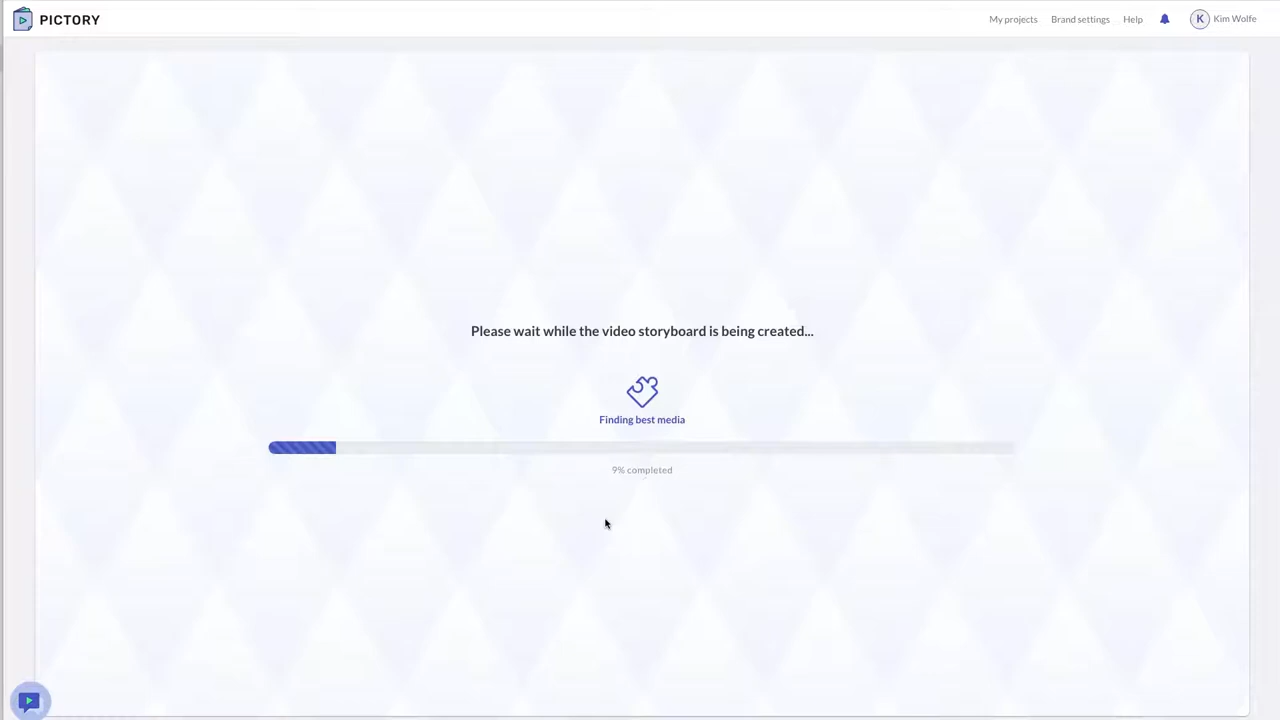 PICTORY
My projects
Brand settings
Help
K
Kim Wolfe
Please wait while the video storyboard is being created...
Finding best media
9% completed